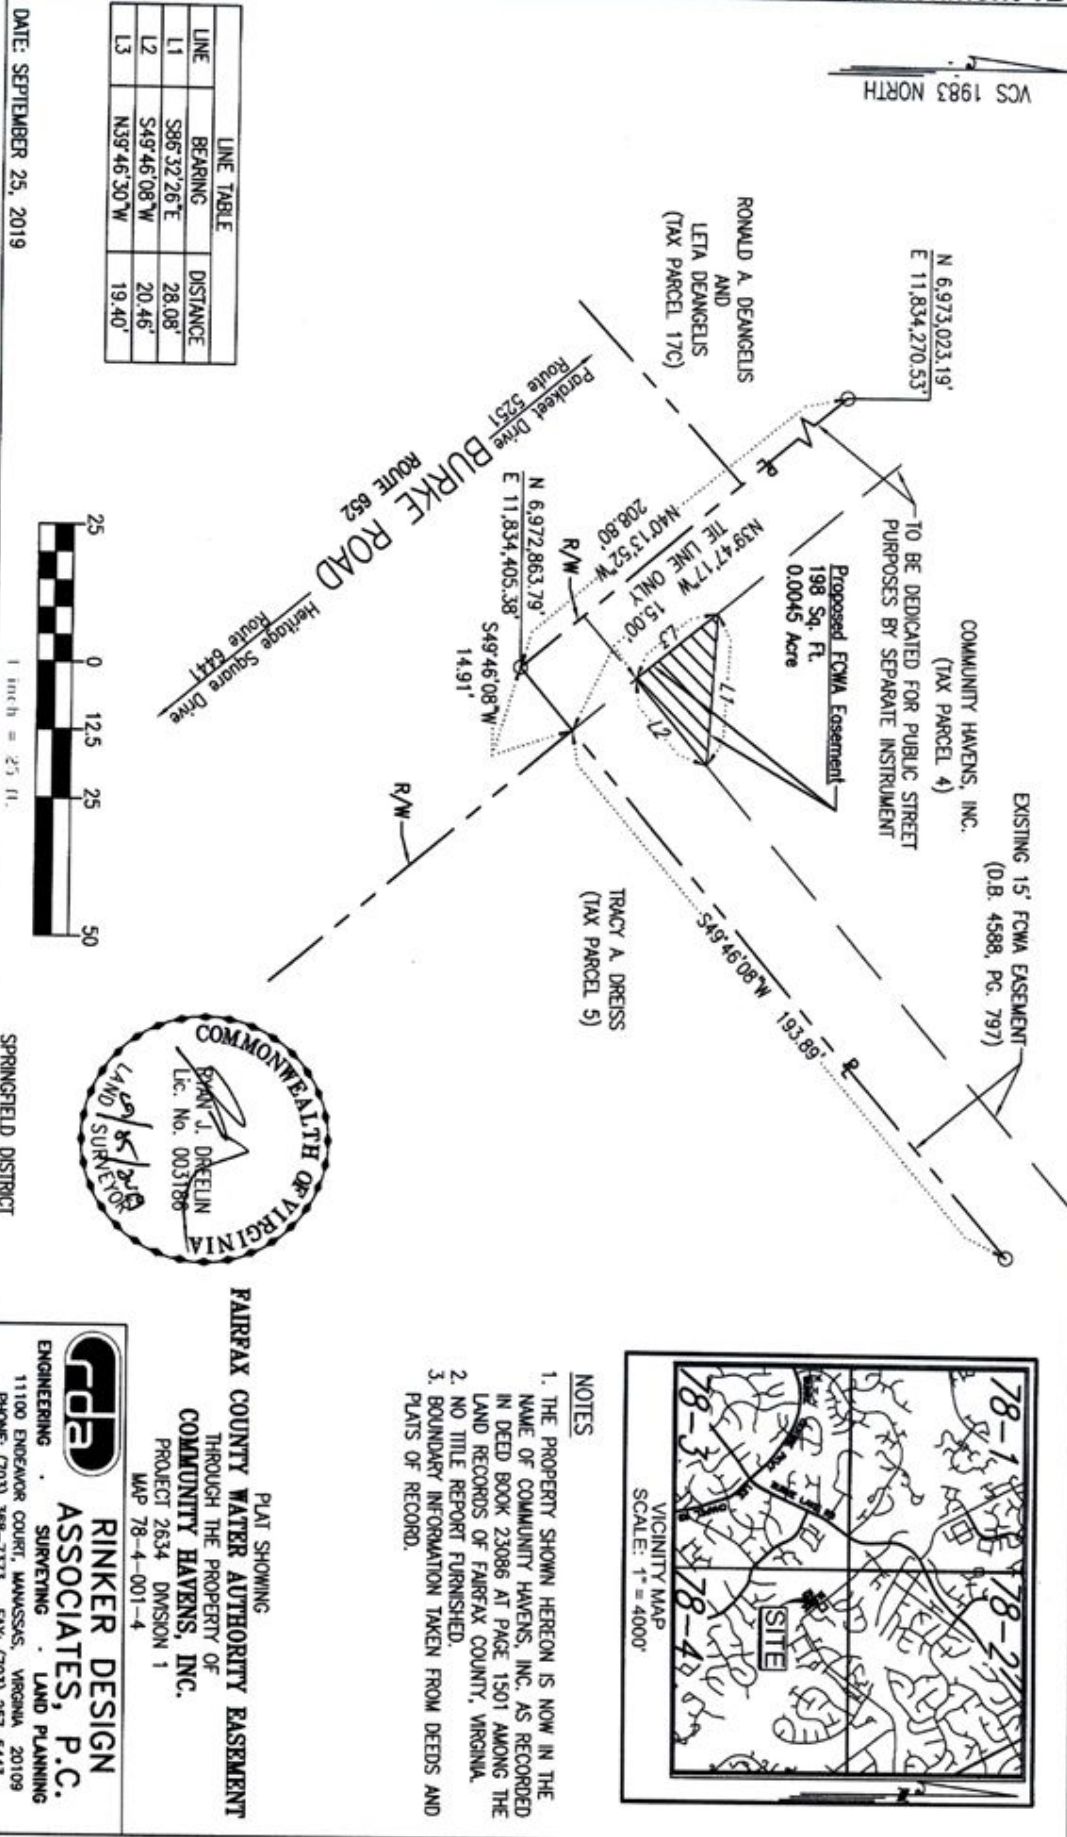 VCS 1983 NORTH
N 6,973,023.19'
E 11,834,270.53'
RONALD A. DEANGELIS
AND
LETA DEANGELIS
(TAX PARCEL 17C)
TO BE DEDICATED FOR PUBLIC STREET
PURPOSES BY SEPARATE INSTRUMENT
COMMUNITY HAVENS, INC.
(TAX PARCEL 4)
EXISTING 15' FCWA EASEMENT
(D.B. 4588, PG. 797)
Proposed FCWA Easement
198 Sq. Ft.
0.0045 Acre
N39°47'17"W 15.00'
TIE LINE ONLY
N40°13'52"W
208.80'
L1
L2
L3
R/W
N 6,972,863.79'
E 11,834,405.38'
S49°46'08"W
14.91'
S49°46'08"W 193.89'
TRACY A. DREISS
(TAX PARCEL 5)
R/W
Parakeet Drive
Route 5251
BURKE ROAD
ROUTE 652
Heritage Square Drive
Route 6441
LINE TABLE
LINE BEARING DISTANCE
L1 S86°32'26"E 28.08'
L2 S49°46'08"W 20.46'
L3 N39°46'30"W 19.40'
DATE: SEPTEMBER 25, 2019
25 0 12.5 25 50
1 inch = 25 ft.
COMMONWEALTH OF VIRGINIA
RYAN J. DREELIN
Lic. No. 003186
09/25/2019
LAND SURVEYOR
SPRINGFIELD DISTRICT
78-1
78-2
78-3
78-4
SITE
VICINITY MAP
SCALE: 1" = 4000'
NOTES
1. THE PROPERTY SHOWN HEREON IS NOW IN THE
NAME OF COMMUNITY HAVENS, INC. AS RECORDED
IN DEED BOOK 23086 AT PAGE 1501 AMONG THE
LAND RECORDS OF FAIRFAX COUNTY, VIRGINIA.
2. NO TITLE REPORT FURNISHED.
3. BOUNDARY INFORMATION TAKEN FROM DEEDS AND
PLATS OF RECORD.
PLAT SHOWING
FAIRFAX COUNTY WATER AUTHORITY EASEMENT
THROUGH THE PROPERTY OF
COMMUNITY HAVENS, INC.
PROJECT 2634 DIVISION 1
MAP 78-4-001-4
rda
RINKER DESIGN
ASSOCIATES, P.C.
ENGINEERING · SURVEYING · LAND PLANNING
11100 ENDEAVOR COURT, MANASSAS, VIRGINIA 20109